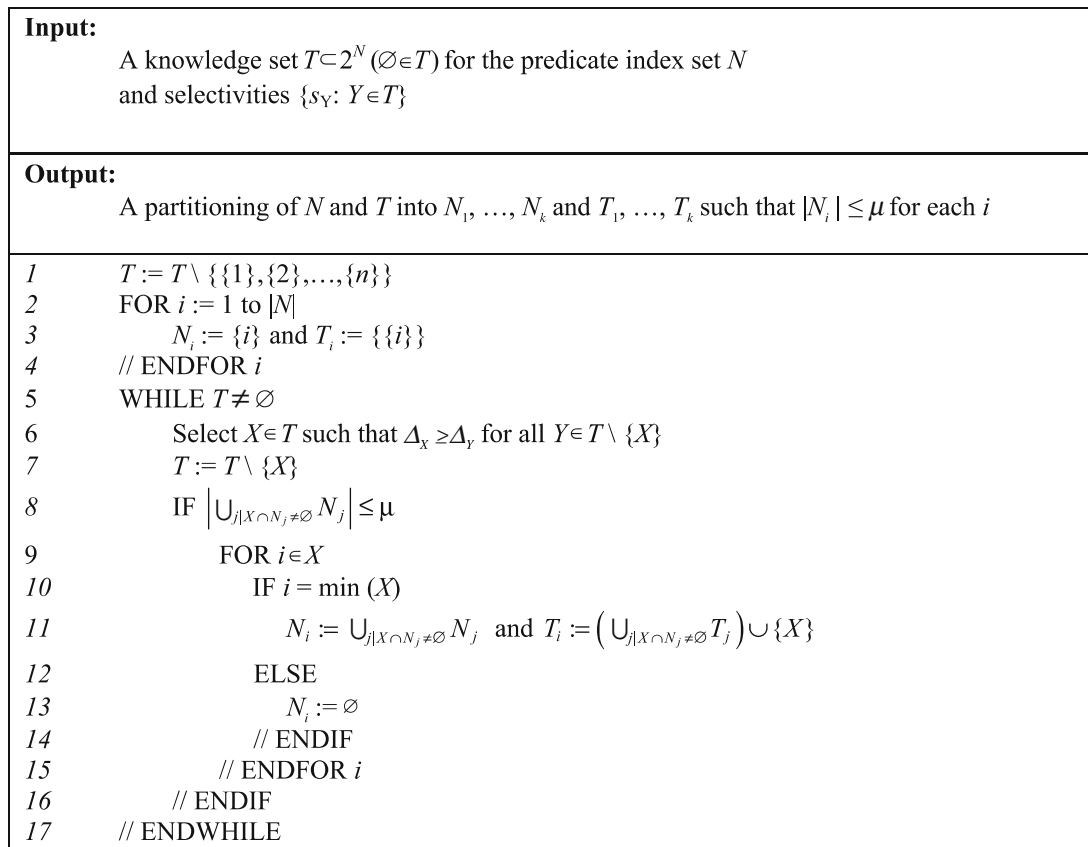 Input:
A knowledge set T⊂2^N (∅∈T) for the predicate index set N
and selectivities {s_Y: Y∈T}
Output:
A partitioning of N and T into N_1, …, N_k and T_1, …, T_k such that |N_i| ≤ μ for each i
1 T := T \ {{1},{2},…,{n}}
2 FOR i := 1 to |N|
3 N_i := {i} and T_i := {{i}}
4 // ENDFOR i
5 WHILE T ≠ ∅
6 Select X∈T such that Δ_X ≥Δ_Y for all Y∈T \ {X}
7 T := T \ {X}
8 IF |⋃_{j|X∩N_j≠∅} N_j| ≤ μ
9 FOR i∈X
10 IF i = min (X)
11 N_i := ⋃_{j|X∩N_j≠∅} N_j and T_i := (⋃_{j|X∩N_j≠∅} T_j) ∪ {X}
12 ELSE
13 N_i := ∅
14 // ENDIF
15 // ENDFOR i
16 // ENDIF
17 // ENDWHILE